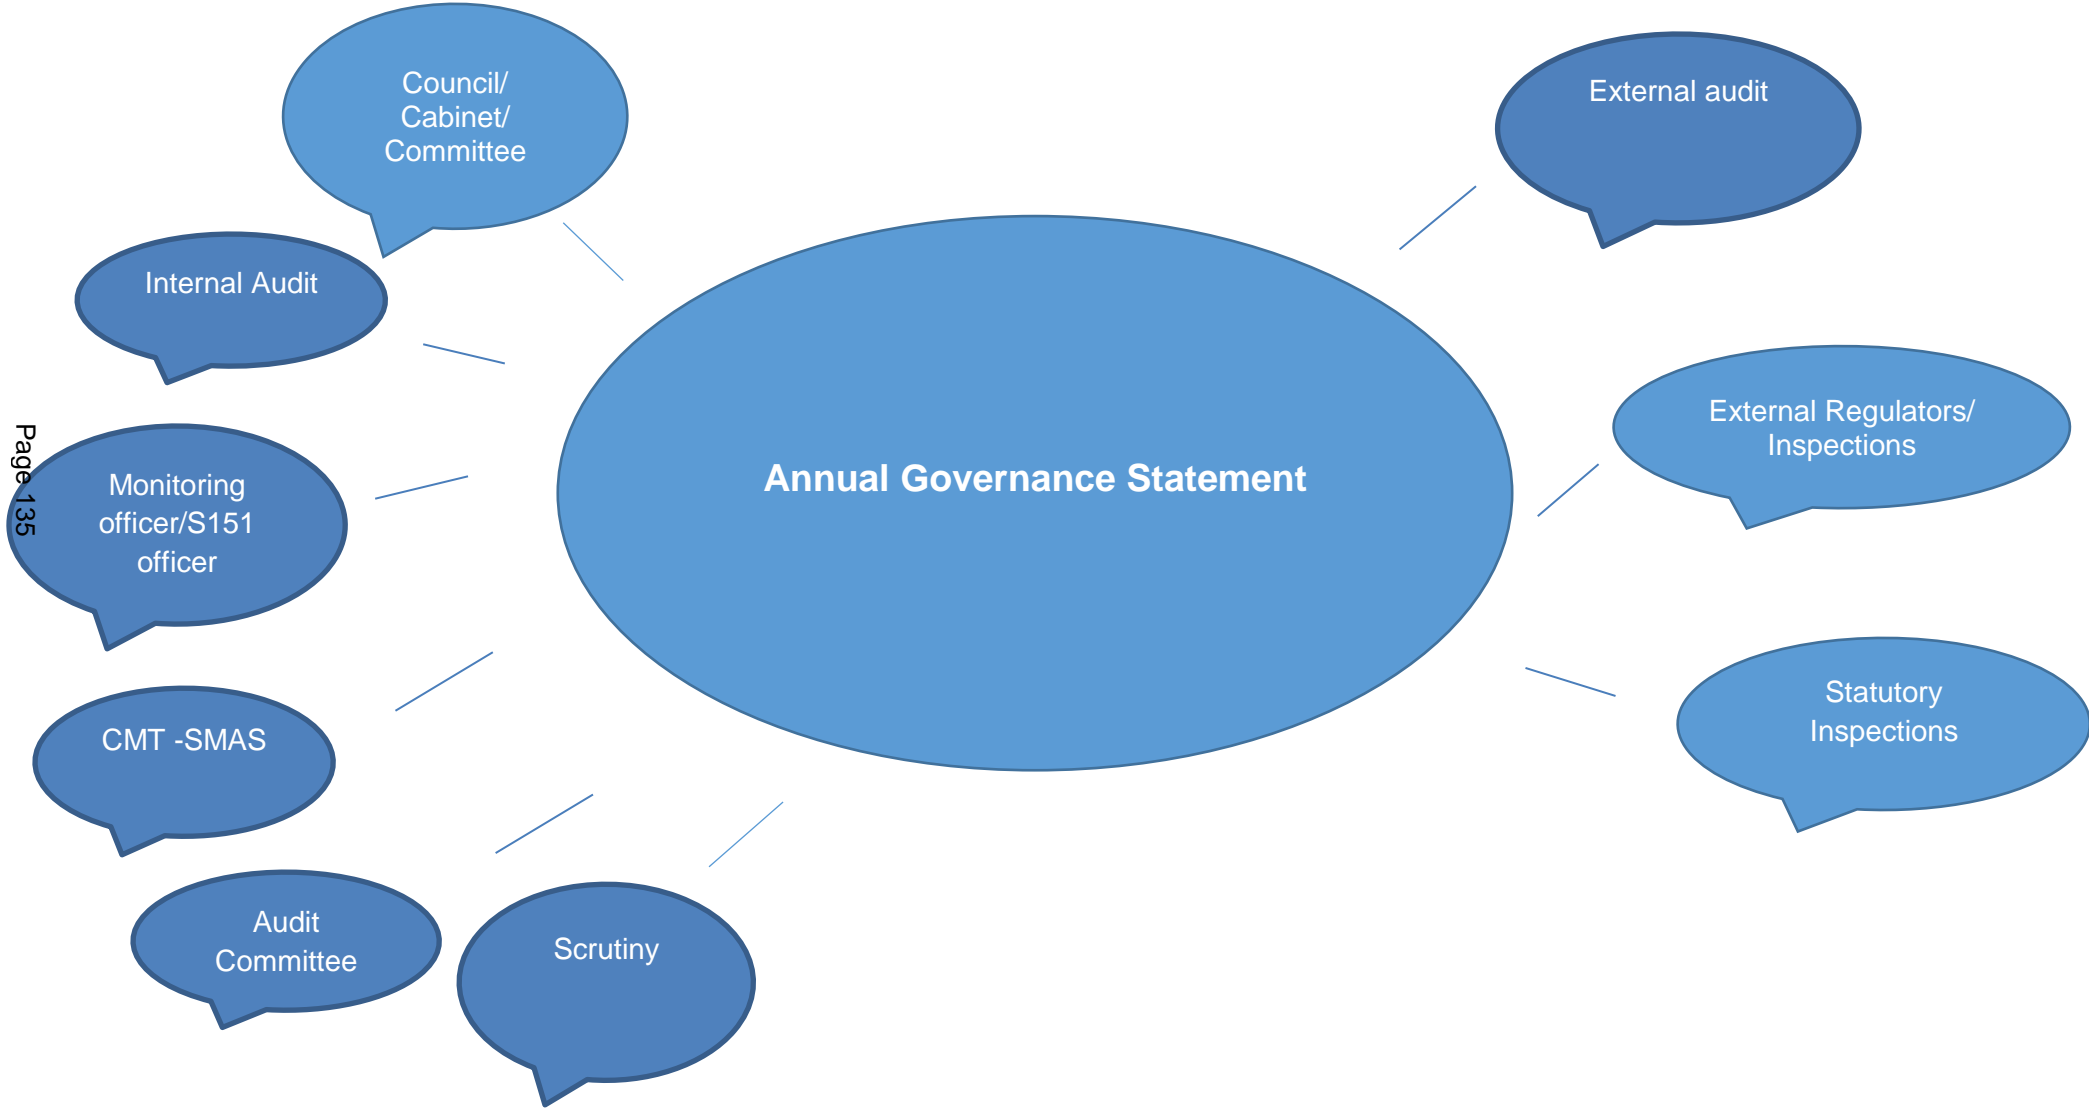 Council/
Cabinet/
Committee
External audit
Internal Audit
External Regulators/
Inspections
Page 135
Monitoring
officer/S151
officer
Annual Governance Statement
Statutory
Inspections
CMT -SMAS
Audit
Committee
Scrutiny